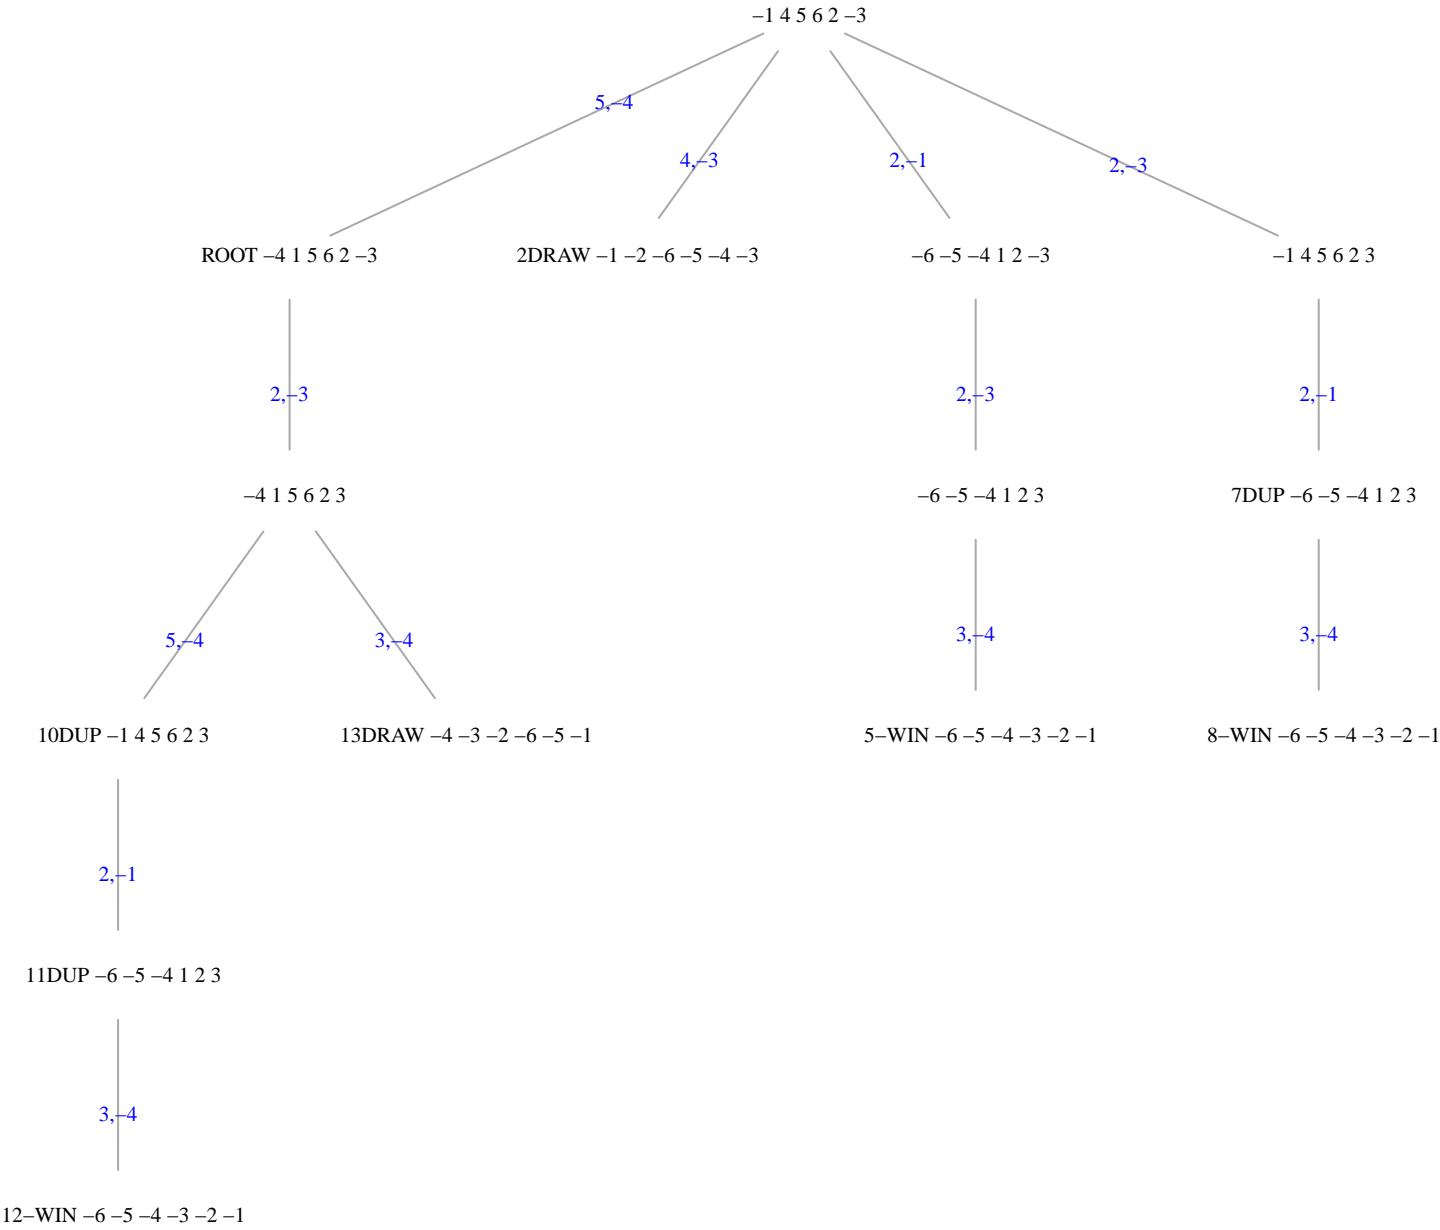 –1 4 5 6 2 –3
5,–4
4,–3
2,–1
2,–3
ROOT –4 1 5 6 2 –3
2DRAW –1 –2 –6 –5 –4 –3
–6 –5 –4 1 2 –3
–1 4 5 6 2 3
2,–3
2,–3
2,–1
–4 1 5 6 2 3
–6 –5 –4 1 2 3
7DUP –6 –5 –4 1 2 3
5,–4
3,–4
3,–4
3,–4
10DUP –1 4 5 6 2 3
13DRAW –4 –3 –2 –6 –5 –1
5–WIN –6 –5 –4 –3 –2 –1
8–WIN –6 –5 –4 –3 –2 –1
2,–1
11DUP –6 –5 –4 1 2 3
3,–4
12–WIN –6 –5 –4 –3 –2 –1